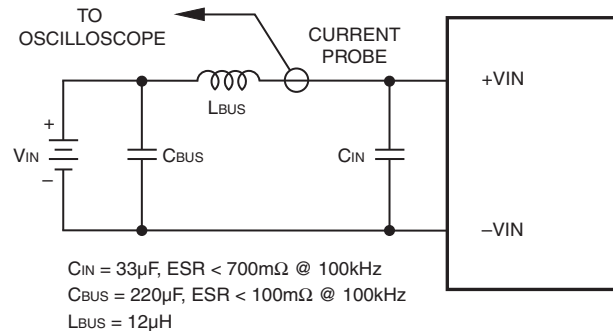 TO
OSCILLOSCOPE
CURRENT
PROBE
+VIN
LBUS
+
VIN
–
CBUS
CIN
–VIN
CIN = 33µF, ESR < 700mΩ @ 100kHz
CBUS = 220µF, ESR < 100mΩ @ 100kHz
LBUS = 12µH